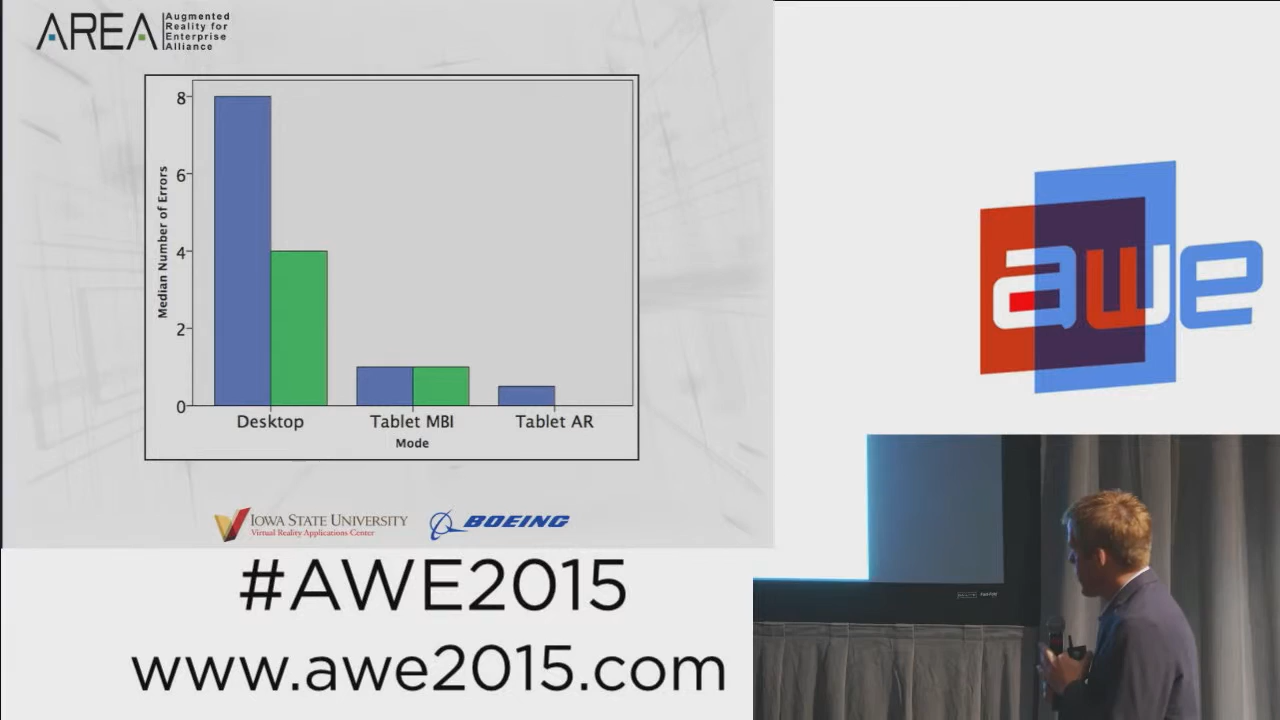 AREA
Augmented
Reality for
Enterprise
Alliance
8
6
4
2
0
Median Number of Errors
Desktop
Tablet MBI
Tablet AR
Mode
IOWA STATE UNIVERSITY
Virtual Reality Applications Center
BOEING
awe
#AWE2015
www.awe2015.com